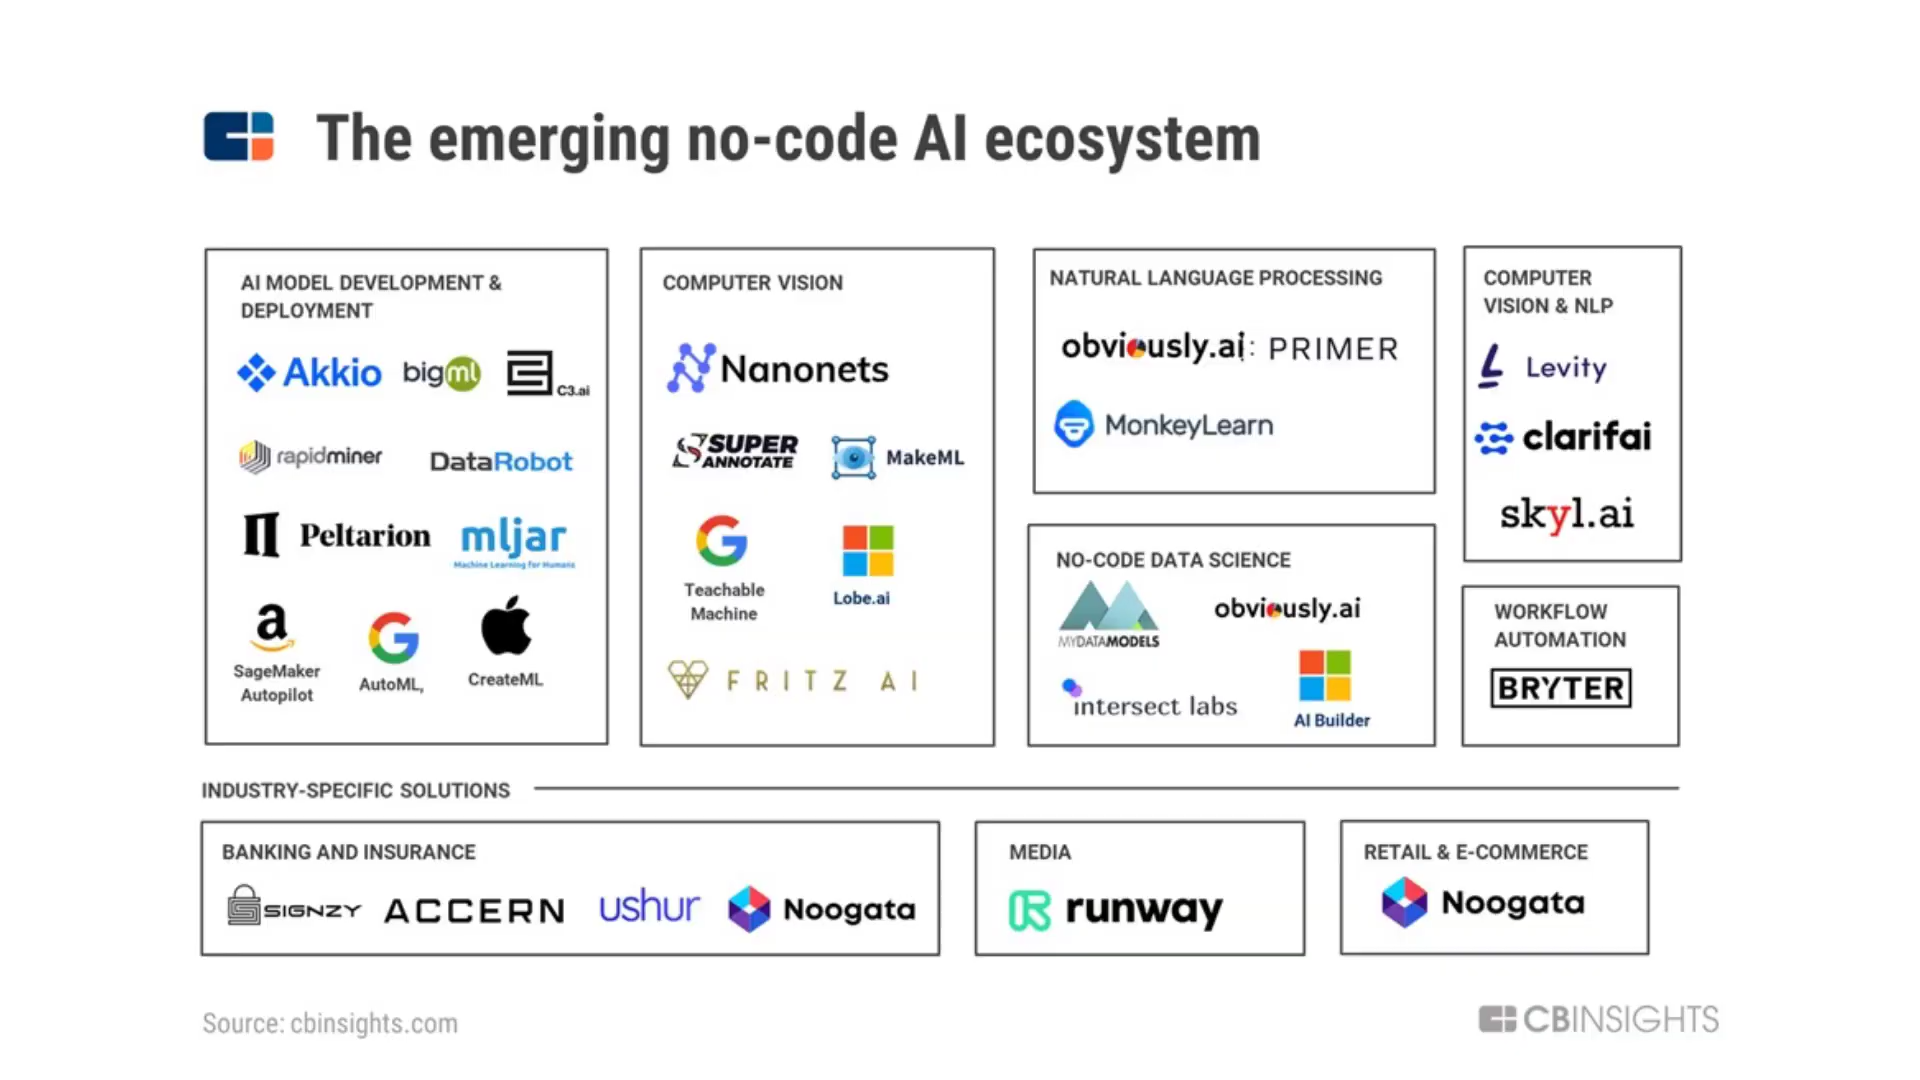 The emerging no-code AI ecosystem
AI MODEL DEVELOPMENT &
DEPLOYMENT
Akkio
bigml
C3.ai
rapidminer
DataRobot
Peltarion
mljar
Machine Learning for Humans
SageMaker
Autopilot
AutoML,
CreateML
COMPUTER VISION
Nanonets
SUPER
ANNOTATE
MakeML
Teachable
Machine
Lobe.ai
FRITZ AI
NATURAL LANGUAGE PROCESSING
obviously.ai:
PRIMER
MonkeyLearn
NO-CODE DATA SCIENCE
MYDATAMODELS
obviously.ai
intersect labs
AI Builder
COMPUTER
VISION & NLP
Levity
clarifai
skyl.ai
WORKFLOW
AUTOMATION
BRYTER
INDUSTRY-SPECIFIC SOLUTIONS
BANKING AND INSURANCE
SIGNZY
ACCERN
ushur
Noogata
MEDIA
runway
RETAIL & E-COMMERCE
Noogata
Source: cbinsights.com
CBINSIGHTS